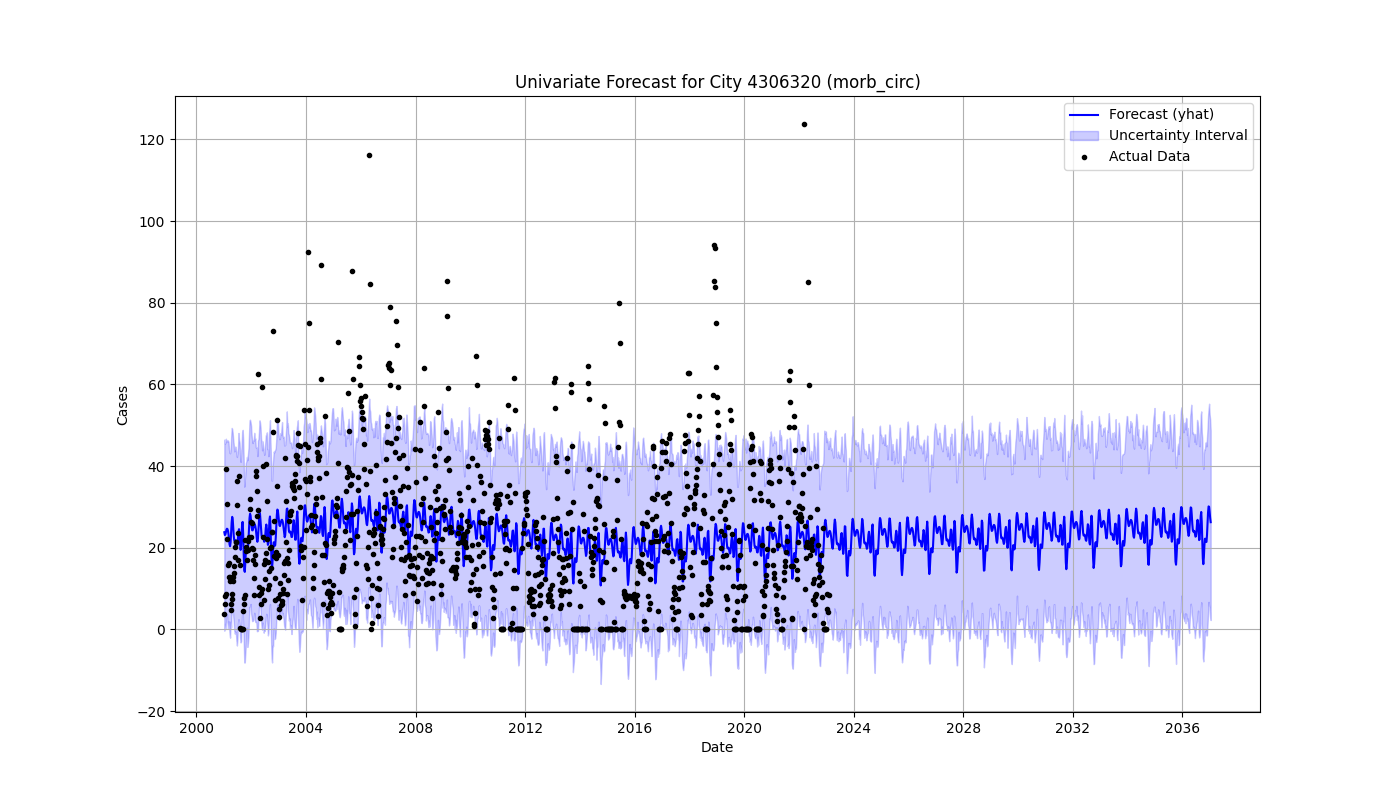 Univariate Forecast for City 4306320 (morb_circ)
Forecast (yhat)
Uncertainty Interval
Actual Data
120
100
80
60
40
20
0
−20
Cases
2000 2004 2008 2012 2016 2020 2024 2028 2032 2036
Date